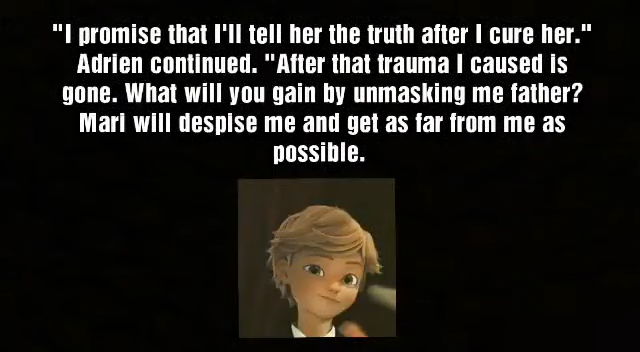 "I promise that I'll tell her the truth after I cure her."
Adrien continued. "After that trauma I caused is
gone. What will you gain by unmasking me father?
Mari will despise me and get as far from me as
possible.